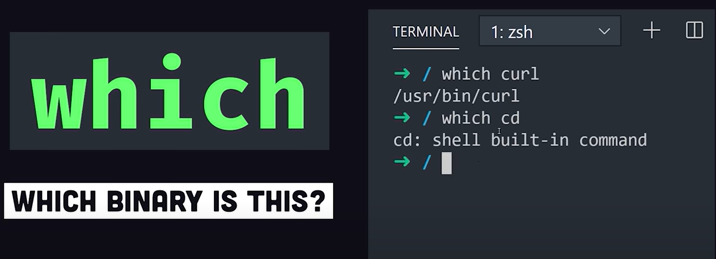 which
WHICH BINARY IS THIS?
TERMINAL 1: zsh
→ / which curl
/usr/bin/curl
→ / which cd
cd: shell built-in command
→ /